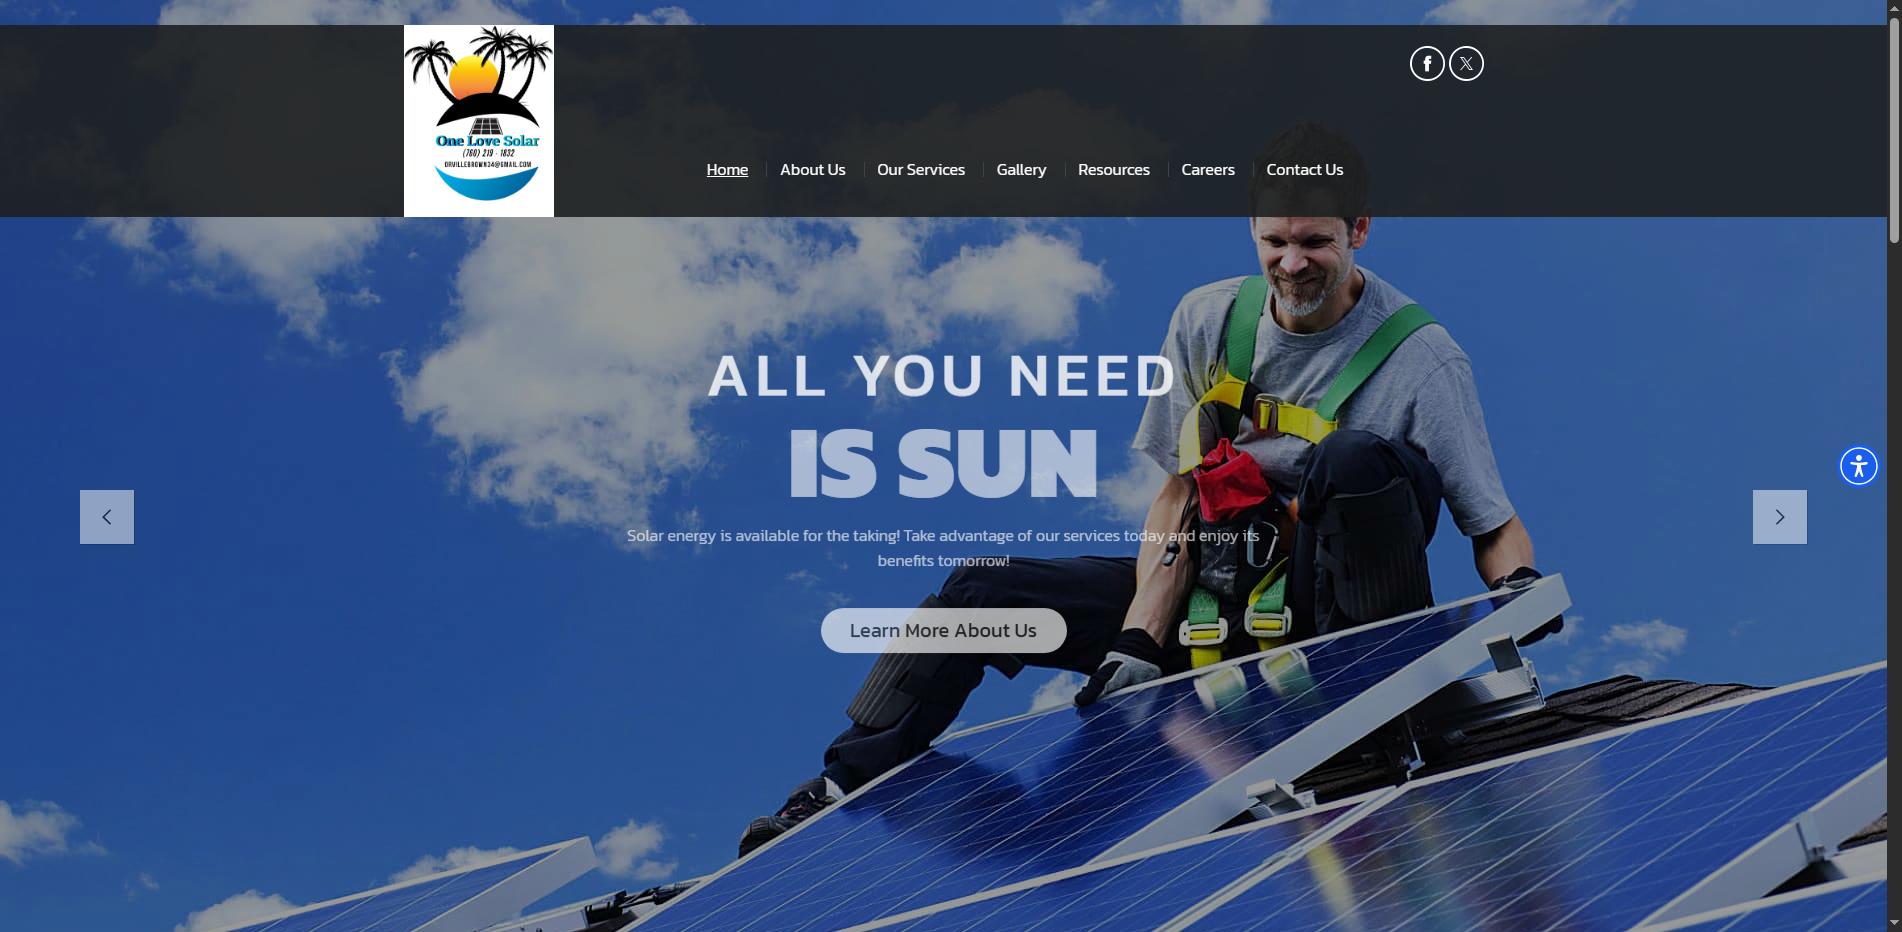 One Love Solar
(760) 219 - 1832
ORVILLEBROWN34@GMAIL.COM
Home
About Us
Our Services
Gallery
Resources
Careers
Contact Us
ALL YOU NEED
IS SUN
Solar energy is available for the taking! Take advantage of our services today and enjoy its
benefits tomorrow!
Learn More About Us